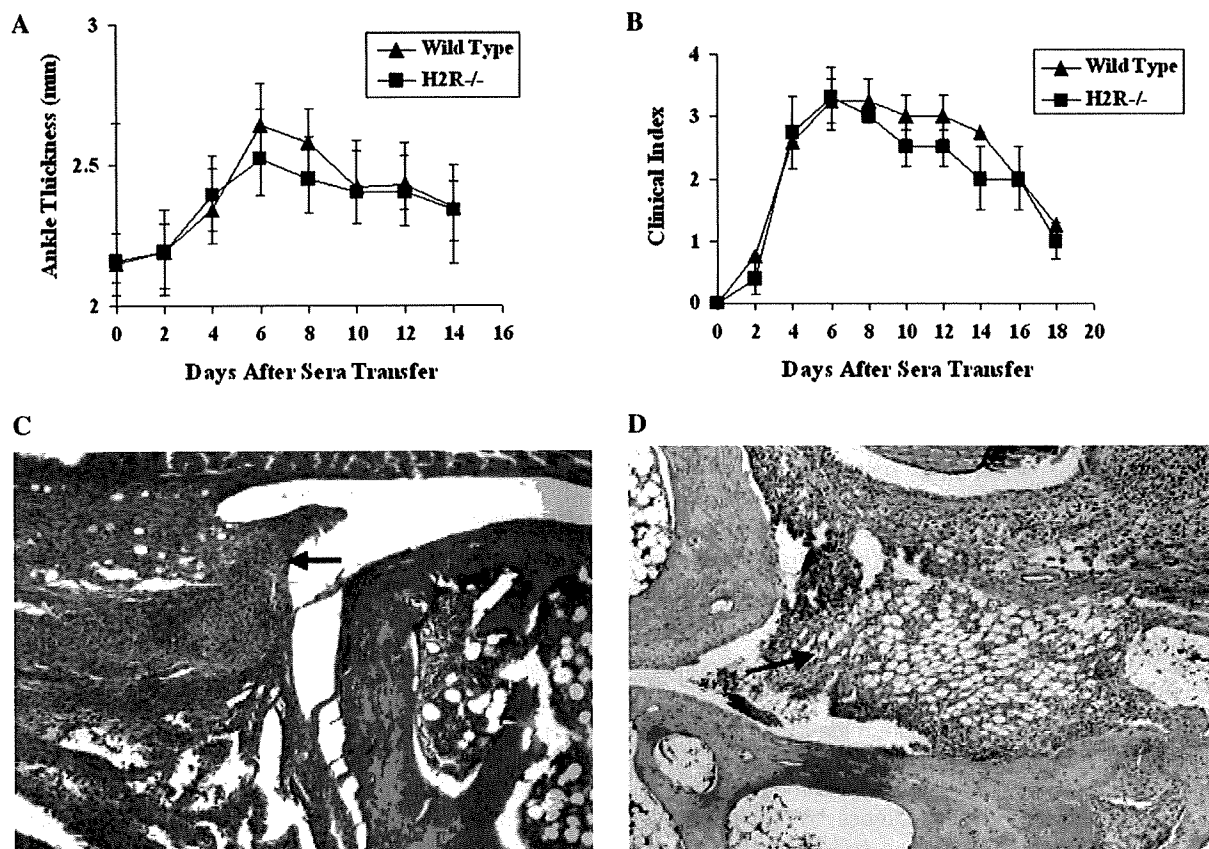 A
3
2.5
2
Ankle Thickness (mm)
Wild Type
H2R-/-
0 2 4 6 8 10 12 14 16
Days After Sera Transfer
B
4
3
2
1
0
Clinical Index
Wild Type
H2R-/-
0 2 4 6 8 10 12 14 16 18 20
Days After Sera Transfer
C
D